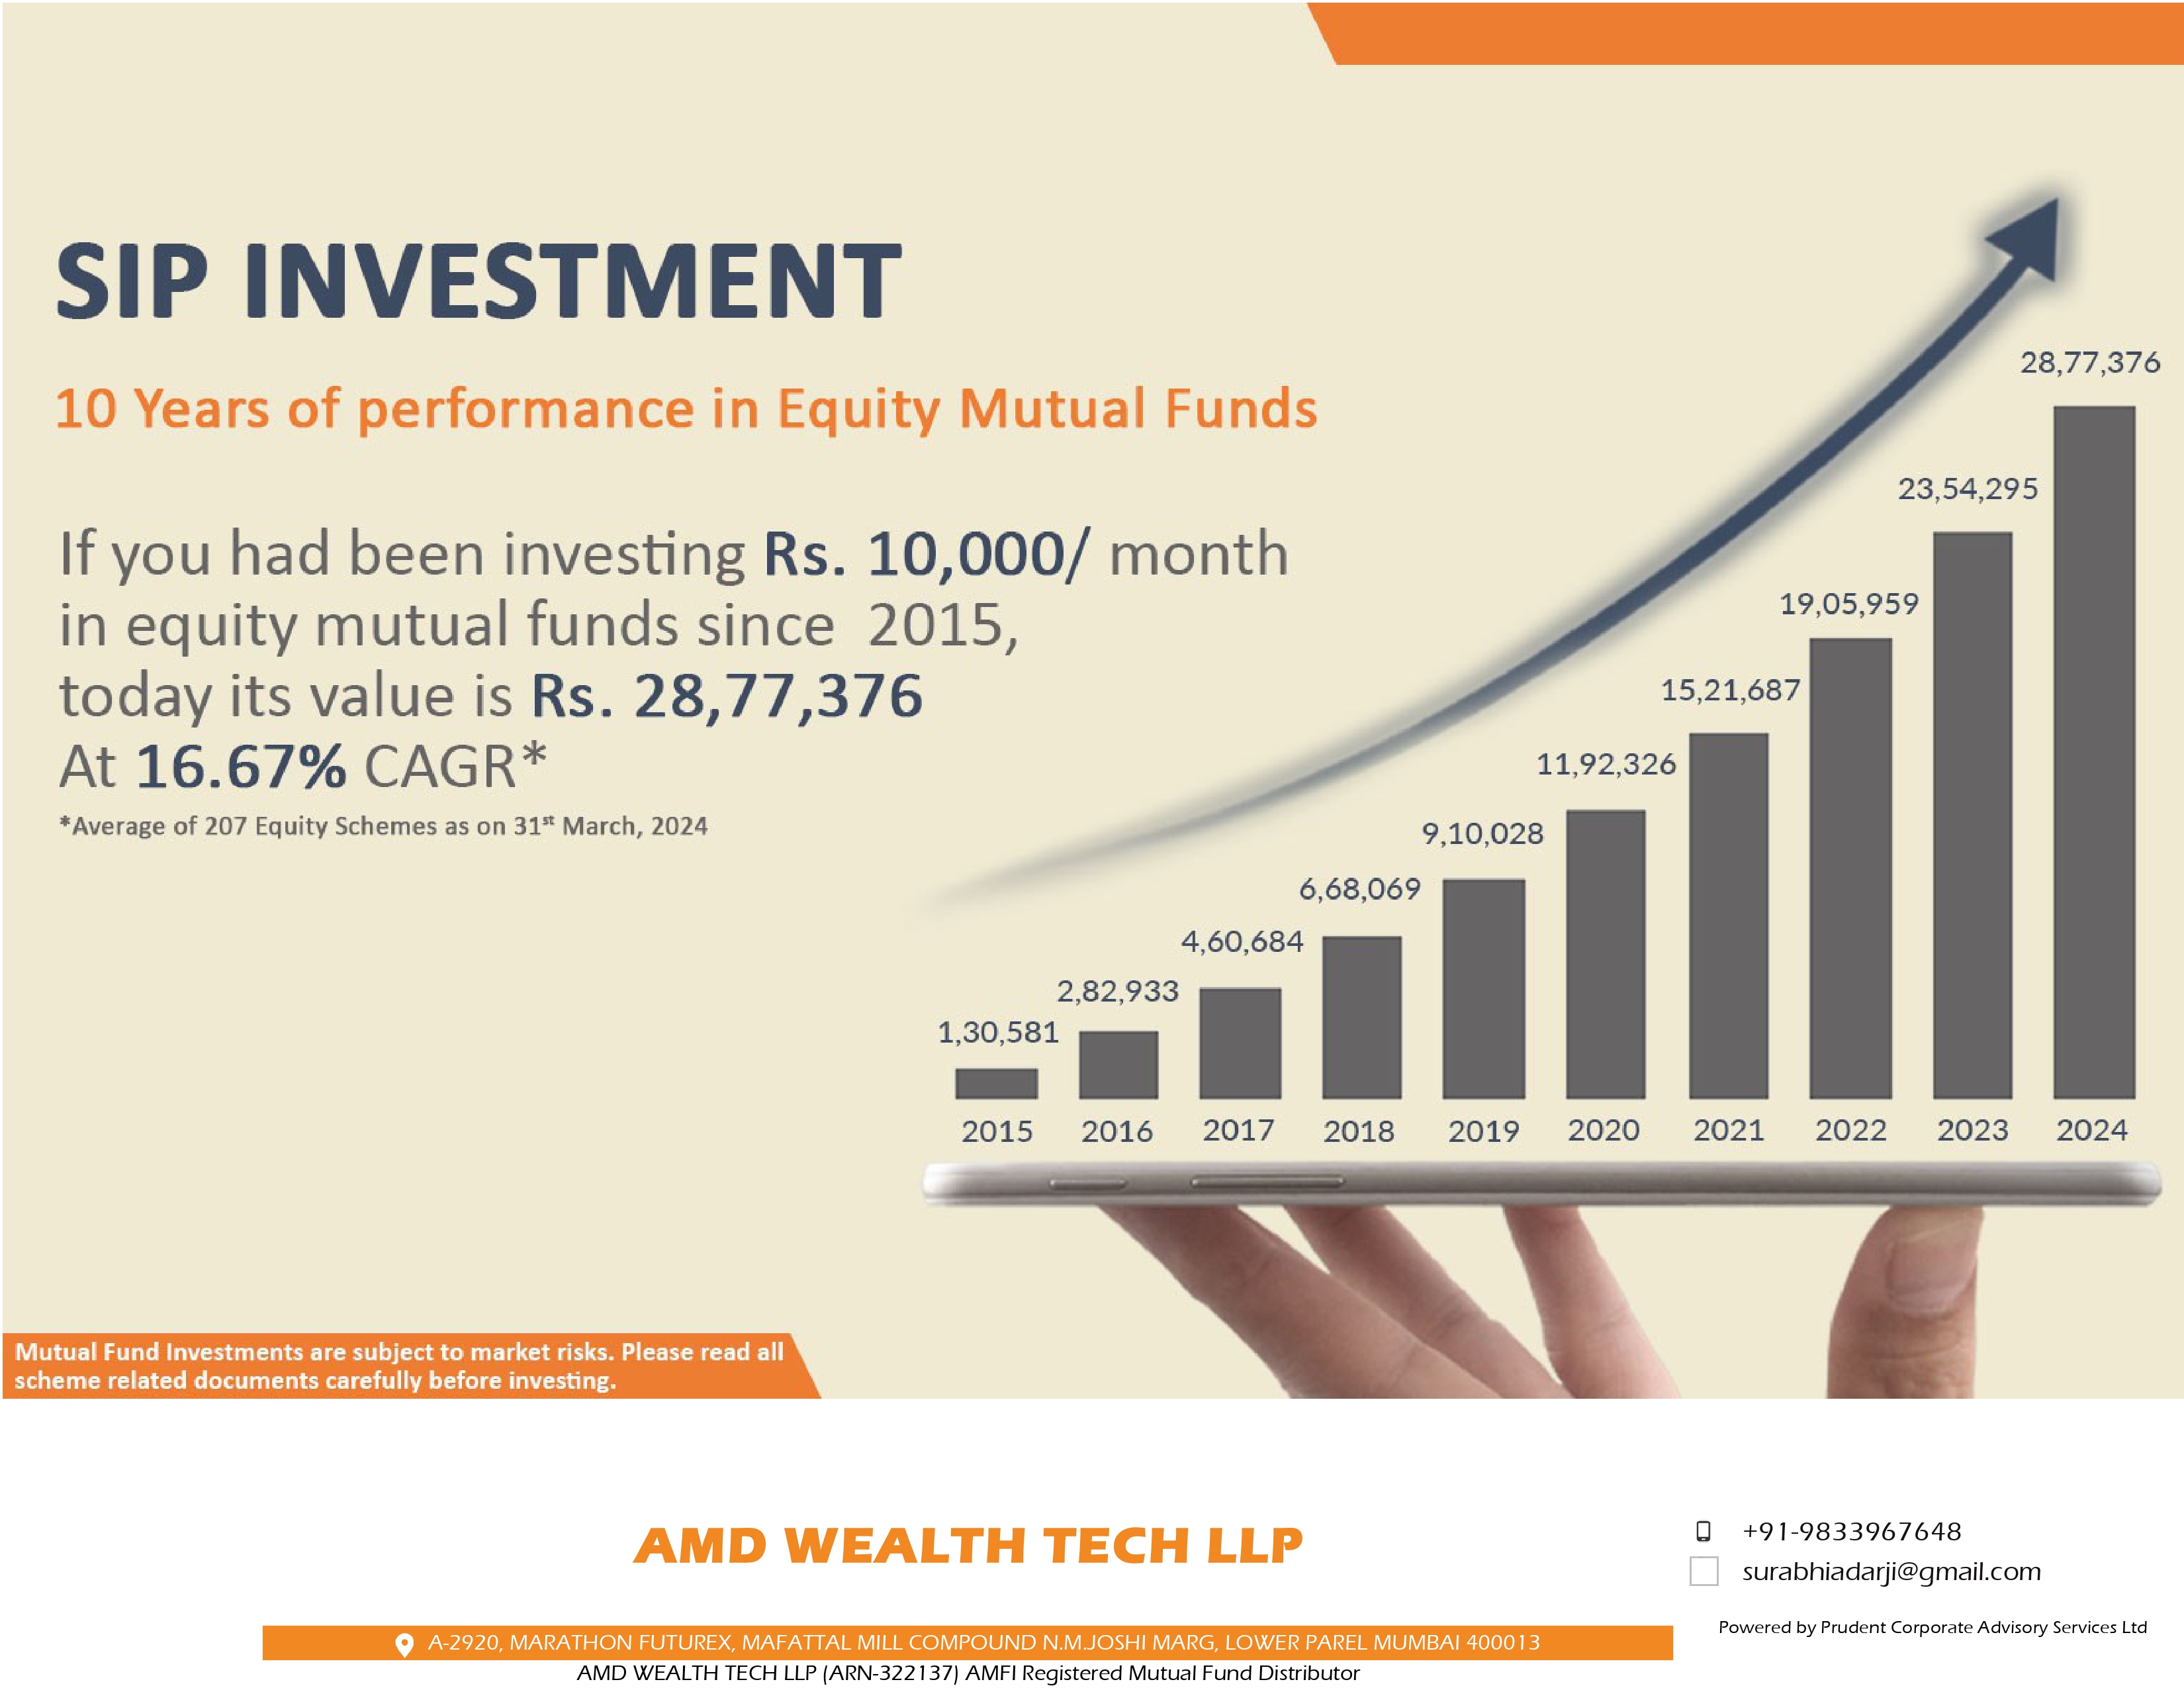 SIP INVESTMENT
10 Years of performance in Equity Mutual Funds
If you had been investing Rs. 10,000/ month
in equity mutual funds since 2015,
today its value is Rs. 28,77,376
At 16.67% CAGR*
*Average of 207 Equity Schemes as on 31st March, 2024
28,77,376
23,54,295
19,05,959
15,21,687
11,92,326
9,10,028
6,68,069
4,60,684
2,82,933
1,30,581
2015 2016 2017 2018 2019 2020 2021 2022 2023 2024
Mutual Fund Investments are subject to market risks. Please read all
scheme related documents carefully before investing.
AMD WEALTH TECH LLP
+91-9833967648
surabhiadarji@gmail.com
Powered by Prudent Corporate Advisory Services Ltd
A-2920, MARATHON FUTUREX, MAFATTAL MILL COMPOUND N.M.JOSHI MARG, LOWER PAREL MUMBAI 400013
AMD WEALTH TECH LLP (ARN-322137) AMFI Registered Mutual Fund Distributor